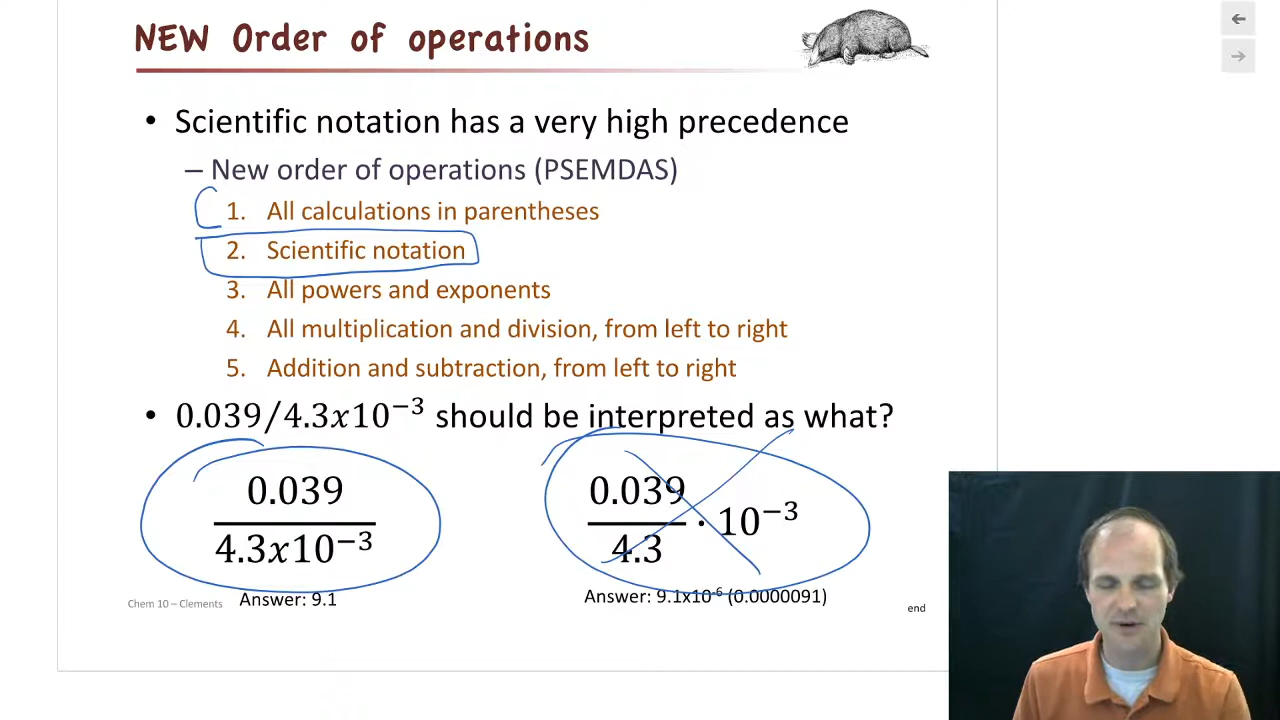 NEW Order of operations
• Scientific notation has a very high precedence
– New order of operations (PSEMDAS)
1. All calculations in parentheses
2. Scientific notation
3. All powers and exponents
4. All multiplication and division, from left to right
5. Addition and subtraction, from left to right
• 0.039/4.3x10⁻³ should be interpreted as what?
0.039
4.3x10⁻³
0.039
4.3
· 10⁻³
Chem 10 – Clements
Answer: 9.1
Answer: 9.1x10⁻⁶ (0.0000091)
end